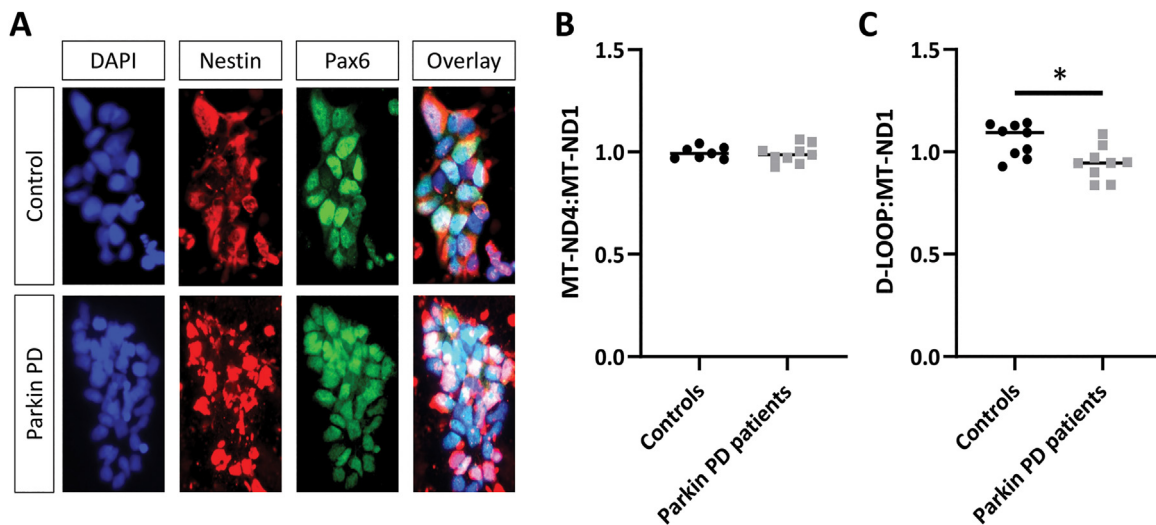 A
DAPI
Nestin
Pax6
Overlay
Control
Parkin PD
B
MT-ND4:MT-ND1
1.5
1.0
0.5
0.0
Controls
Parkin PD patients
C
D-LOOP:MT-ND1
1.5
1.0
0.5
0.0
*
Controls
Parkin PD patients